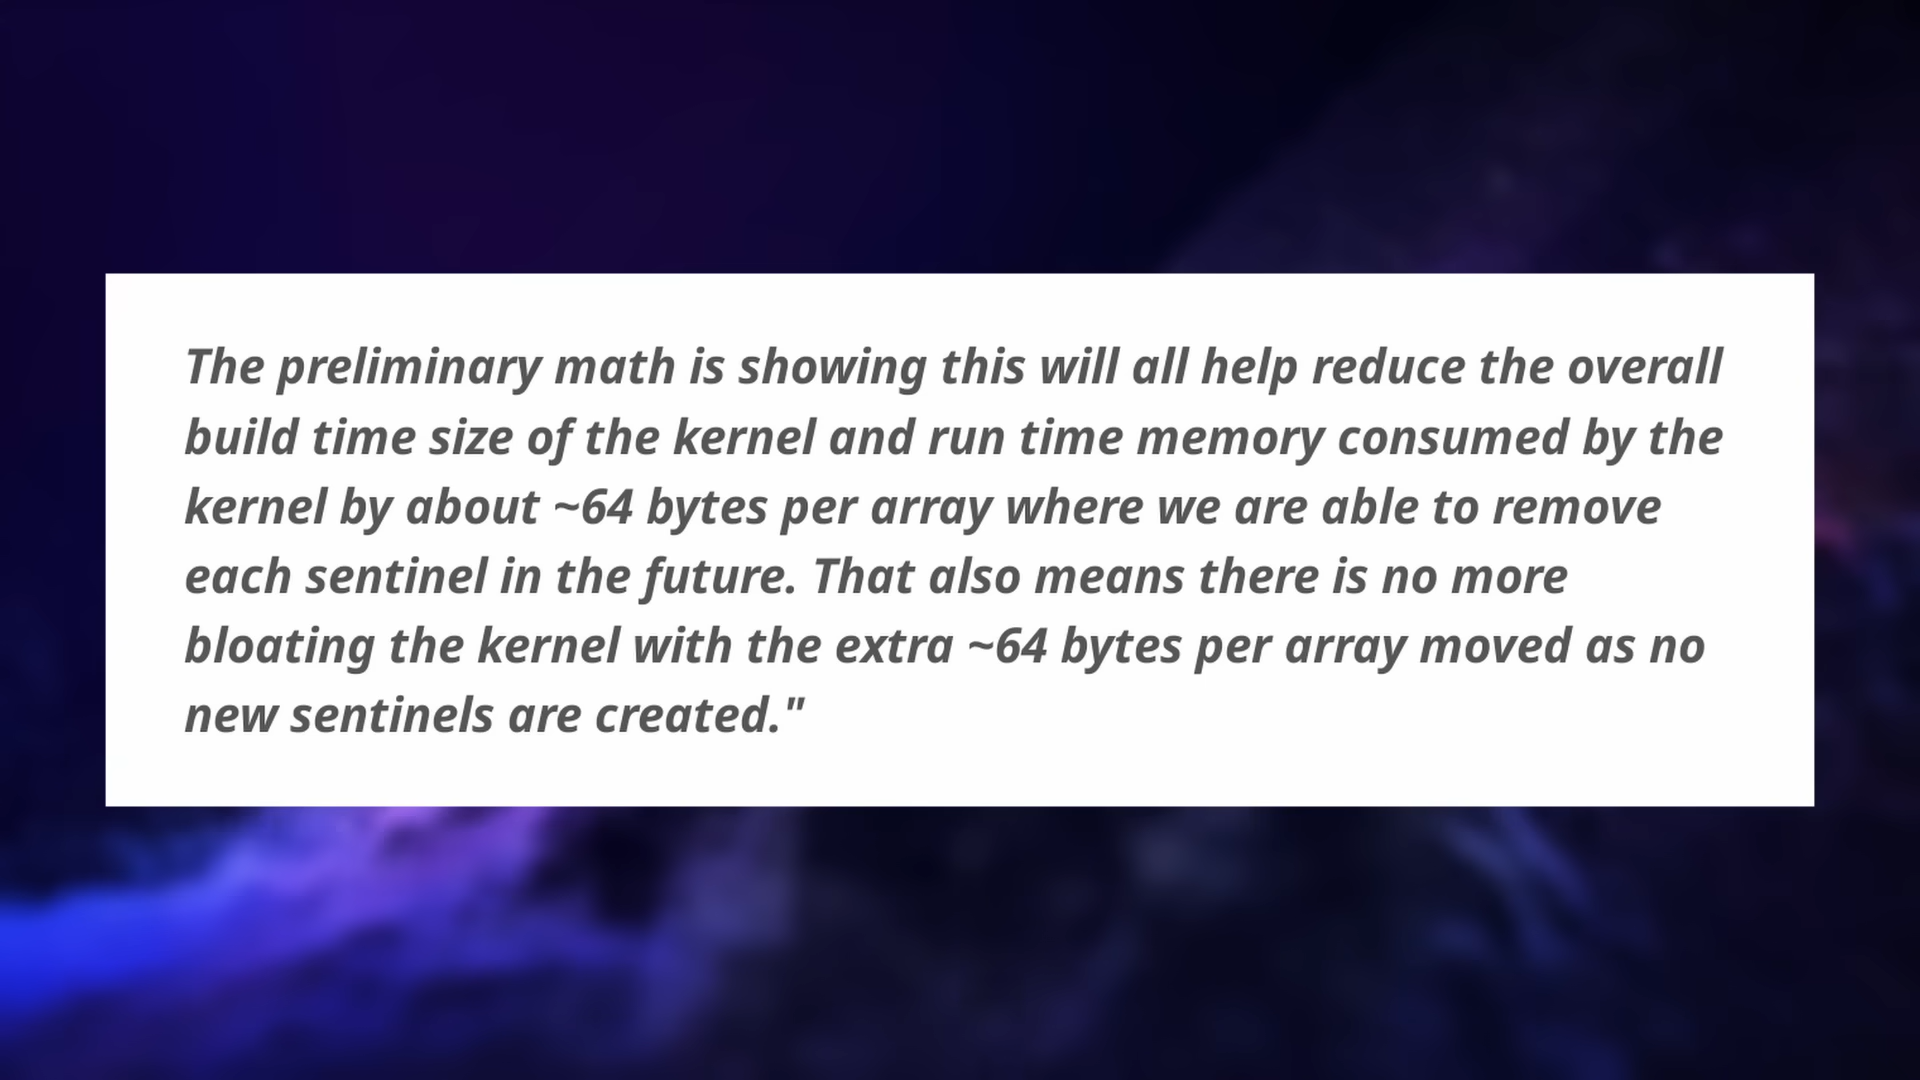 The preliminary math is showing this will all help reduce the overall
build time size of the kernel and run time memory consumed by the
kernel by about ~64 bytes per array where we are able to remove
each sentinel in the future. That also means there is no more
bloating the kernel with the extra ~64 bytes per array moved as no
new sentinels are created."